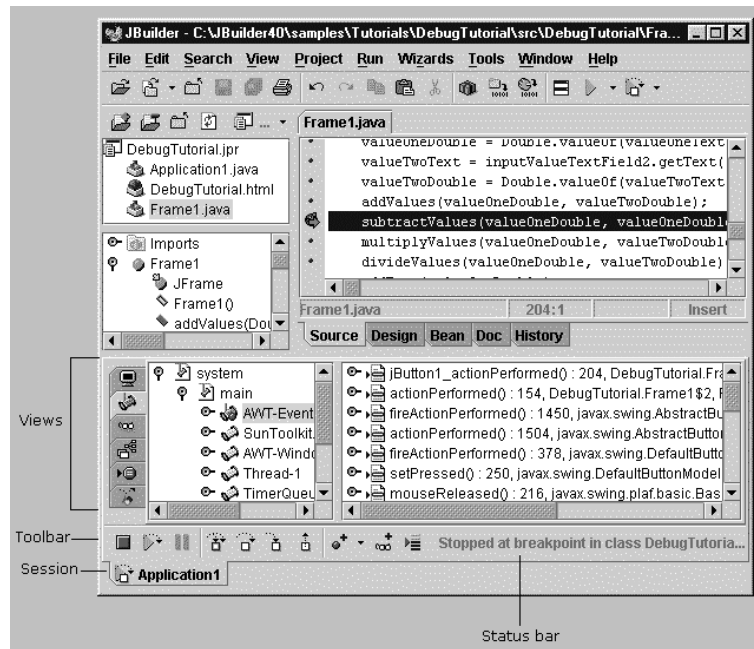 JBuilder - C:\JBuilder40\samples\Tutorials\DebugTutorial\src\DebugTutorial\Fra...
File Edit Search View Project Run Wizards Tools Window Help
Frame1.java
DebugTutorial.jpr
Application1.java
DebugTutorial.html
Frame1.java
valueOneDouble = Double.valueOf(valueOneText
valueTwoText = inputValueTextField2.getText(
valueTwoDouble = Double.valueOf(valueTwoText
addValues(valueOneDouble, valueTwoDouble);
subtractValues(valueOneDouble, valueOneDoubl
multiplyValues(valueOneDouble, valueTwoDoubl
divideValues(valueOneDouble, valueTwoDouble)
Imports
Frame1
JFrame
Frame1()
addValues(Dou
Frame1.java 204:1 Insert
Source Design Bean Doc History
Views
system
main
AWT-Event
SunToolkit.
AWT-Windo
Thread-1
TimerQueu
jButton1_actionPerformed() : 204, DebugTutorial.Fra
actionPerformed() : 154, DebugTutorial.Frame1$2, F
fireActionPerformed() : 1450, javax.swing.AbstractBu
actionPerformed() : 1504, javax.swing.AbstractButto
fireActionPerformed() : 378, javax.swing.DefaultButto
setPressed() : 250, javax.swing.DefaultButtonModel
mouseReleased() : 216, javax.swing.plaf.basic.Bas
Toolbar
Stopped at breakpoint in class DebugTutoria...
Session
Application1
Status bar